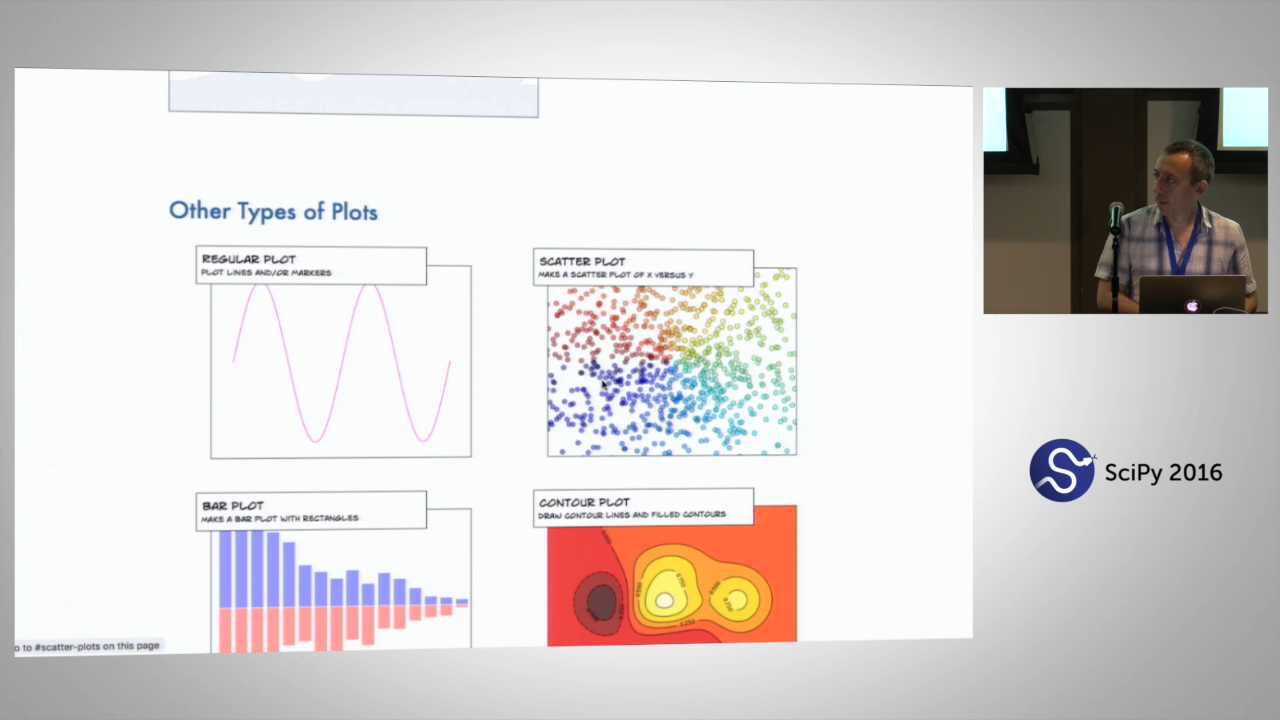 Other Types of Plots
REGULAR PLOT
PLOT LINES AND/OR MARKERS
SCATTER PLOT
MAKE A SCATTER PLOT OF X VERSUS Y
BAR PLOT
MAKE A BAR PLOT WITH RECTANGLES
CONTOUR PLOT
DRAW CONTOUR LINES AND FILLED CONTOURS
o to #scatter-plots on this page
SciPy 2016